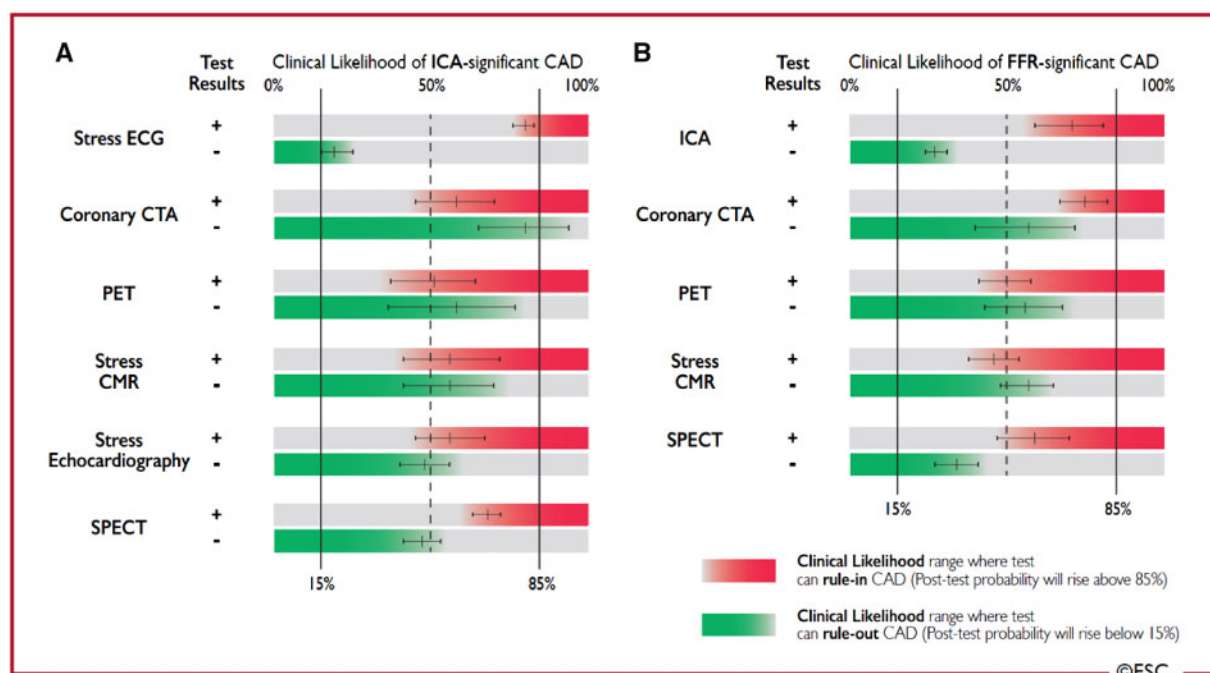 A
Test
Results
Clinical Likelihood of ICA-significant CAD
0% 50% 100%
85%
Stress ECG + -
Coronary CTA + -
PET + -
Stress
CMR + -
Stress
Echocardiography + -
SPECT + -
15% 85%
B
Test
Results
Clinical Likelihood of FFR-significant CAD
0% 50% 100%
ICA + -
Coronary CTA + -
PET + -
Stress
CMR + -
SPECT + -
15% 85%
Clinical Likelihood range where test
can rule-in CAD (Post-test probability will rise above 85%)
Clinical Likelihood range where test
can rule-out CAD (Post-test probability will rise below 15%)
©ESC